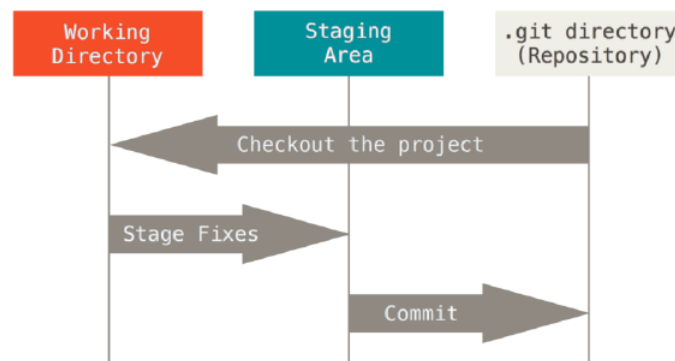 Working
Directory
Staging
Area
.git directory
(Repository)
Checkout the project
Stage Fixes
Commit